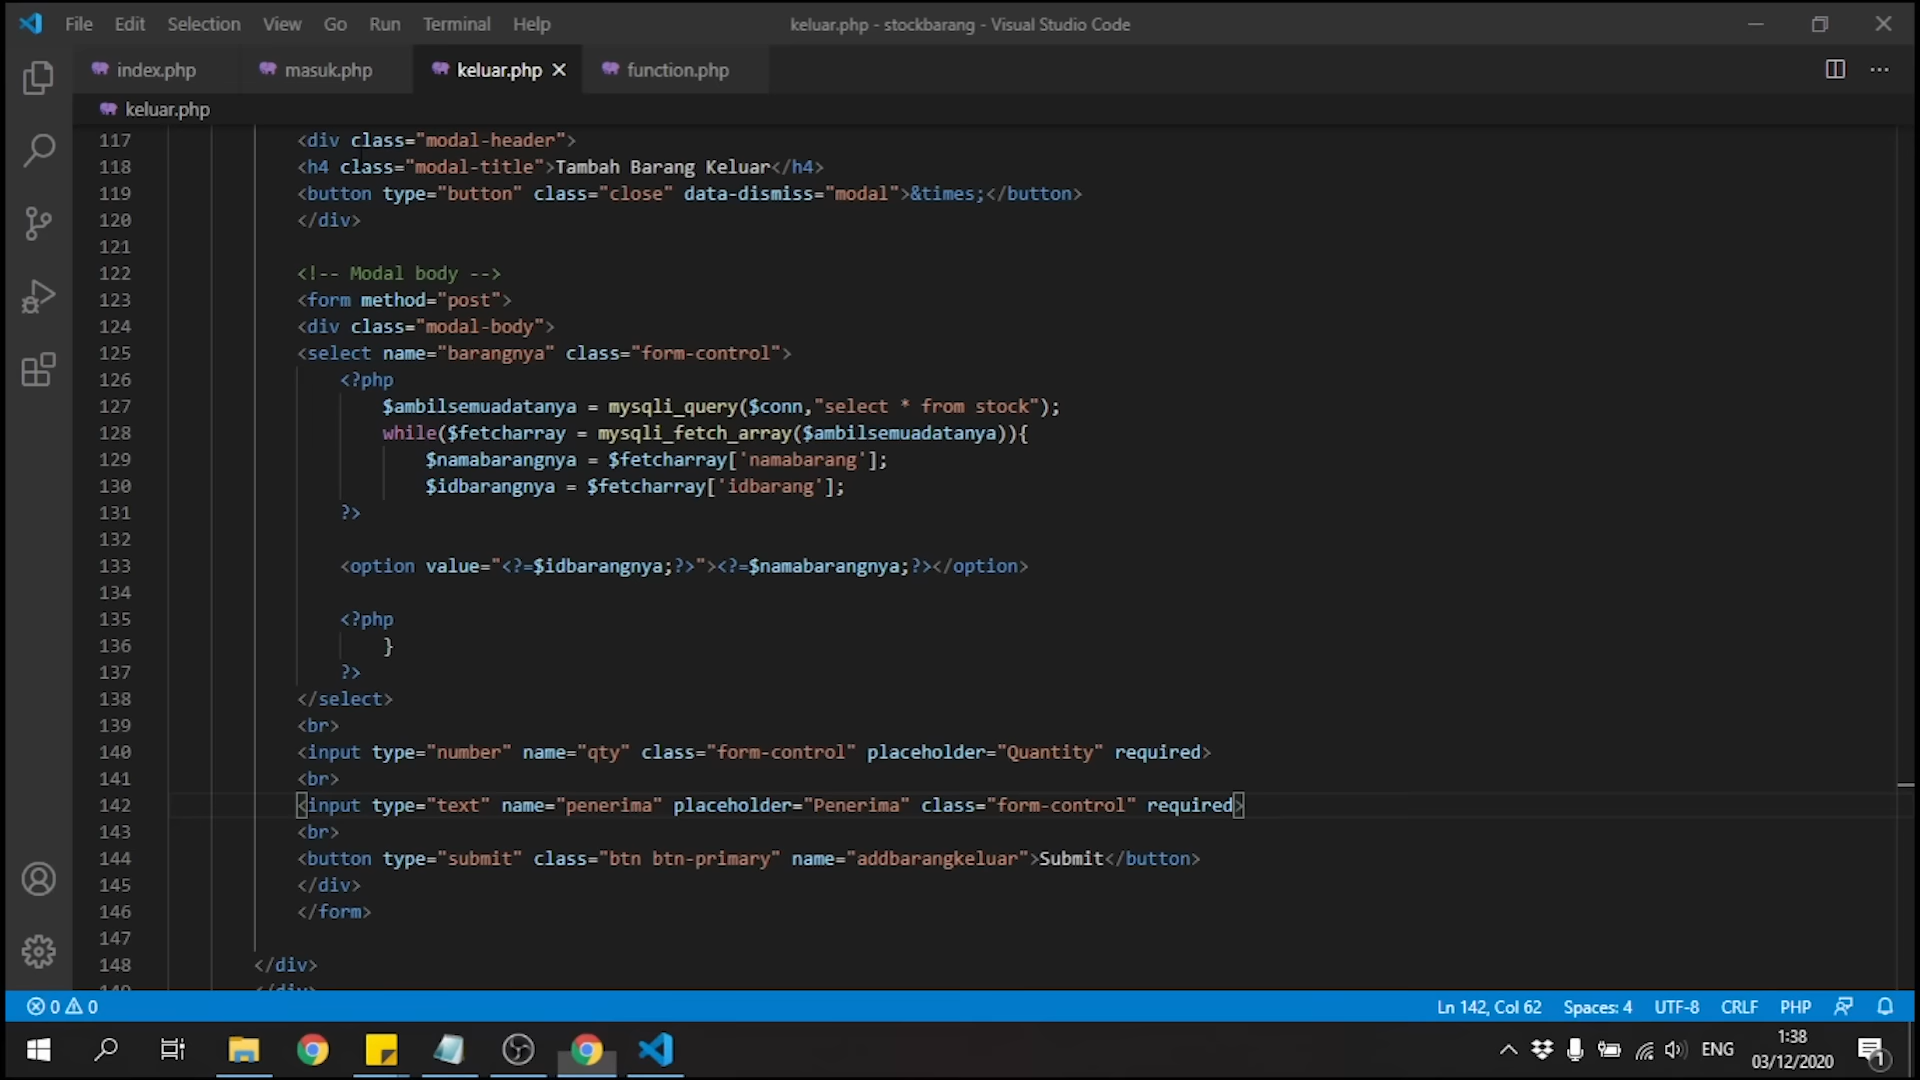 File Edit Selection View Go Run Terminal Help keluar.php - stockbarang - Visual Studio Code
index.php masuk.php keluar.php function.php
keluar.php
117 <div class="modal-header">
118 <h4 class="modal-title">Tambah Barang Keluar</h4>
119 <button type="button" class="close" data-dismiss="modal">&times;</button>
120 </div>
121
122 <!-- Modal body -->
123 <form method="post">
124 <div class="modal-body">
125 <select name="barangnya" class="form-control">
126 <?php
127 $ambilsemuadatanya = mysqli_query($conn,"select * from stock");
128 while($fetcharray = mysqli_fetch_array($ambilsemuadatanya)){
129 $namabarangnya = $fetcharray['namabarang'];
130 $idbarangnya = $fetcharray['idbarang'];
131 ?>
132
133 <option value="<?=$idbarangnya;?>"><?=$namabarangnya;?></option>
134
135 <?php
136 }
137 ?>
138 </select>
139 <br>
140 <input type="number" name="qty" class="form-control" placeholder="Quantity" required>
141 <br>
142 <input type="text" name="penerima" placeholder="Penerima" class="form-control" required>
143 <br>
144 <button type="submit" class="btn btn-primary" name="addbarangkeluar">Submit</button>
145 </div>
146 </form>
147
148 </div>
149 </div>
0 0 Ln 142, Col 62 Spaces: 4 UTF-8 CRLF PHP
ENG 1:38
03/12/2020 1